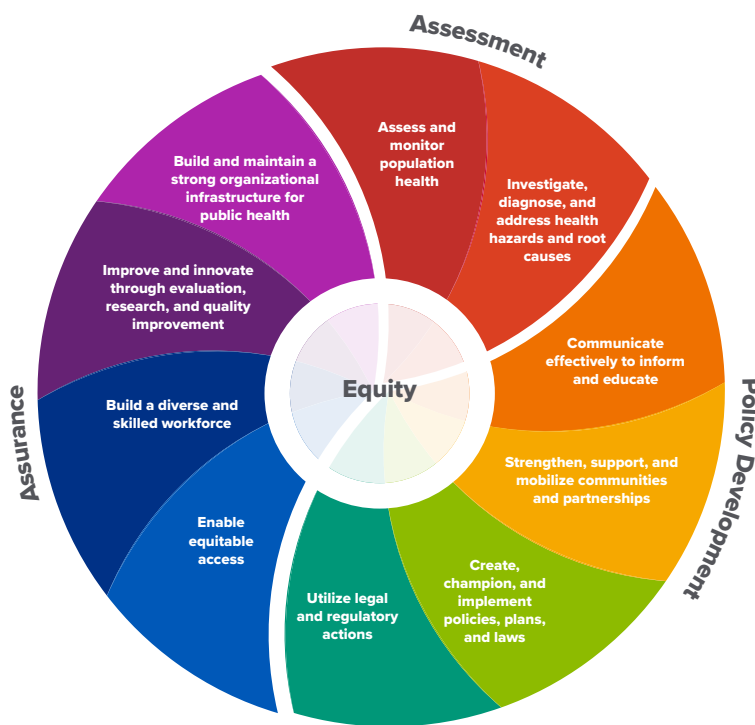 Assessment
Assess and
monitor
population
health
Investigate,
diagnose, and
address health
hazards and root
causes
Policy Development
Communicate
effectively to inform
and educate
Strengthen, support, and
mobilize communities
and partnerships
Create,
champion, and
implement
policies, plans,
and laws
Utilize legal
and regulatory
actions
Assurance
Enable
equitable
access
Build a diverse and
skilled workforce
Improve and innovate
through evaluation,
research, and quality
improvement
Build and maintain a
strong organizational
infrastructure for
public health
Equity